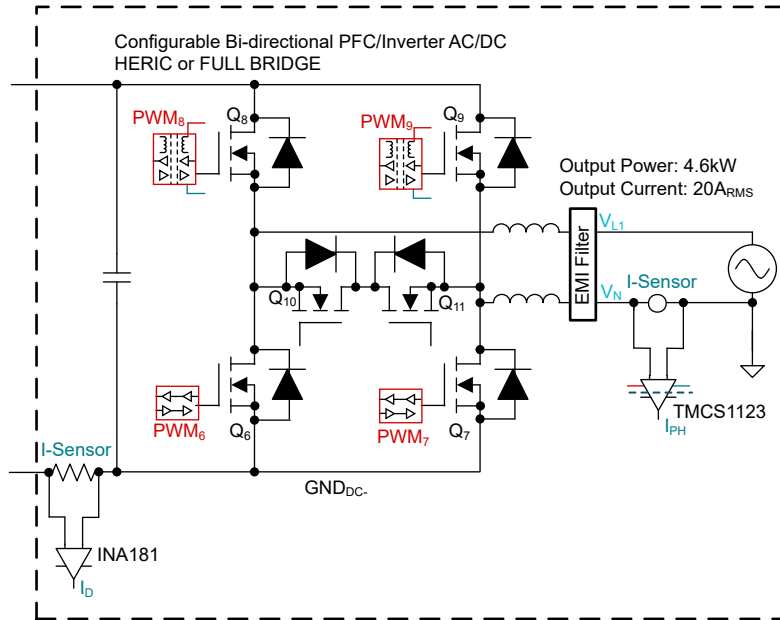 Configurable Bi-directional PFC/Inverter AC/DC
HERIC or FULL BRIDGE
PWM8
Q8
PWM9
Q9
Output Power: 4.6kW
Output Current: 20ARMS
EMI Filter
VL1
I-Sensor
VN
Q10
Q11
PWM6
Q6
PWM7
Q7
TMCS1123
IPH
I-Sensor
GNDDC-
INA181
ID